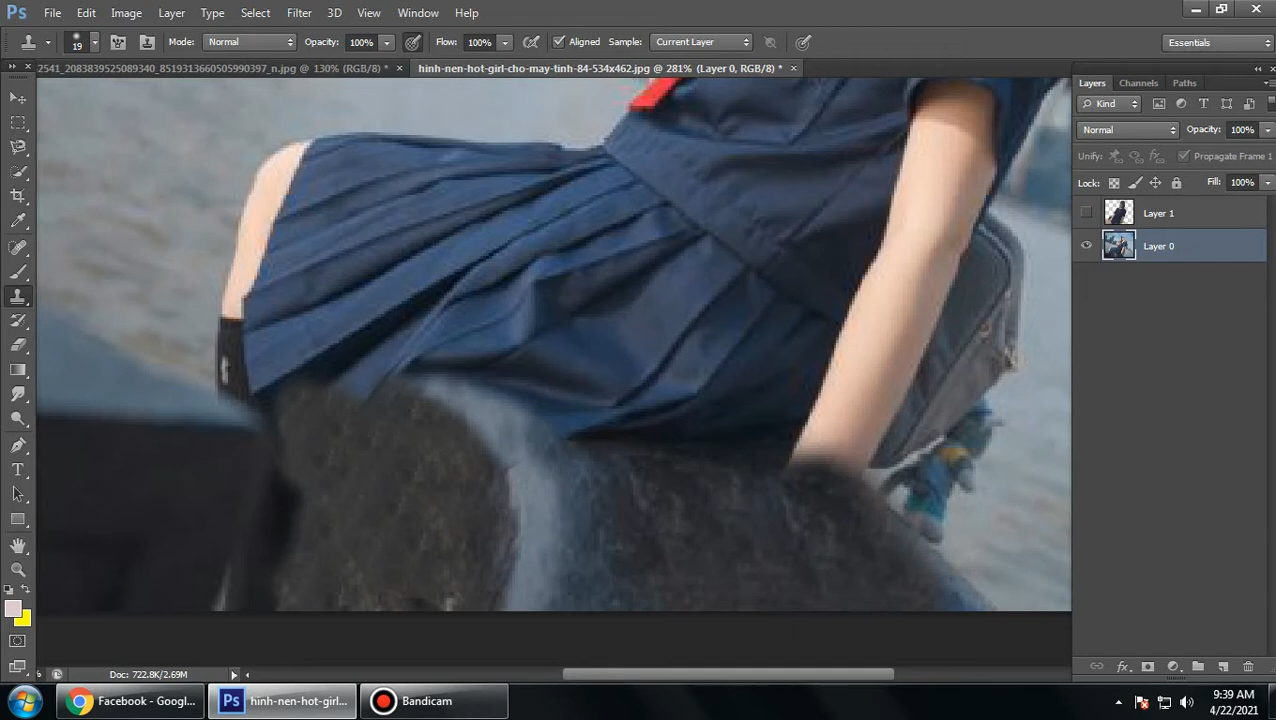 Ps File Edit Image Layer Type Select Filter 3D View Window Help
19 Mode: Normal Opacity: 100% Flow: 100% Aligned Sample: Current Layer Essentials
2541_2083839525089340_8519313660505990397_n.jpg @ 130% (RGB/8) * hinh-nen-hot-girl-cho-may-tinh-84-534x462.jpg @ 281% (Layer 0, RGB/8) *
Layers Channels Paths
Kind
Normal Opacity: 100%
Unify: Propagate Frame 1
Lock: Fill: 100%
Layer 1
Layer 0
Doc: 722.8K/2.69M
Facebook - Googl... Ps hinh-nen-hot-girl... Bandicam
9:39 AM
4/22/2021